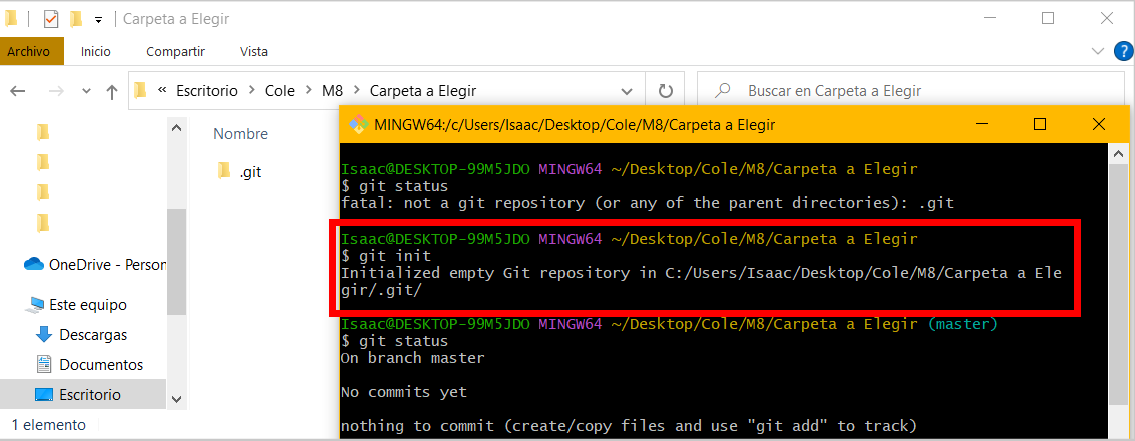 Carpeta a Elegir
Archivo Inicio Compartir Vista
« Escritorio > Cole > M8 > Carpeta a Elegir
Buscar en Carpeta a Elegir
Nombre
.git
OneDrive - Person
Este equipo
Descargas
Documentos
Escritorio
1 elemento
MINGW64:/c/Users/Isaac/Desktop/Cole/M8/Carpeta a Elegir
Isaac@DESKTOP-99M5JDO MINGW64 ~/Desktop/Cole/M8/Carpeta a Elegir
$ git status
fatal: not a git repository (or any of the parent directories): .git
Isaac@DESKTOP-99M5JDO MINGW64 ~/Desktop/Cole/M8/Carpeta a Elegir
$ git init
Initialized empty Git repository in C:/Users/Isaac/Desktop/Cole/M8/Carpeta a Ele
gir/.git/
Isaac@DESKTOP-99M5JDO MINGW64 ~/Desktop/Cole/M8/Carpeta a Elegir (master)
$ git status
On branch master
No commits yet
nothing to commit (create/copy files and use "git add" to track)